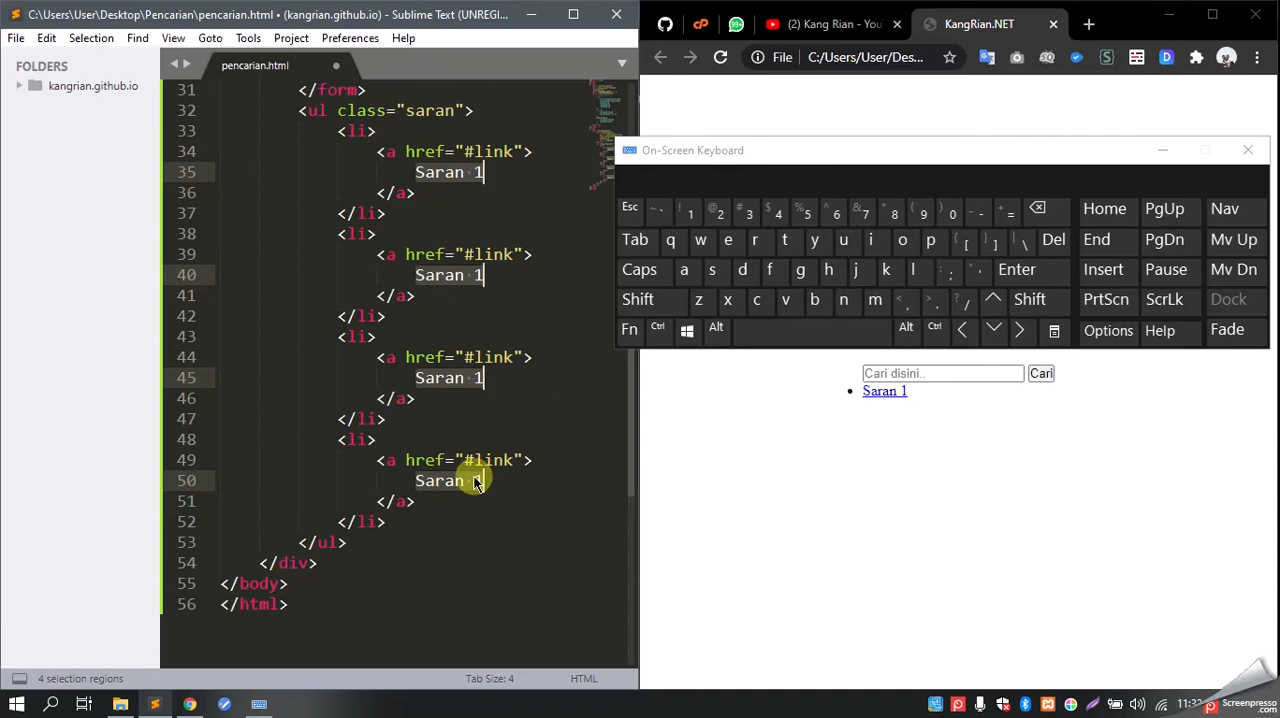 C:\Users\User\Desktop\Pencarian\pencarian.html • (kangrian.github.io) - Sublime Text (UNREGI...
File Edit Selection Find View Goto Tools Project Preferences Help
FOLDERS
kangrian.github.io
pencarian.html
31 </form>
32 <ul class="saran">
33 <li>
34 <a href="#link">
35 Saran 1
36 </a>
37 </li>
38 <li>
39 <a href="#link">
40 Saran 1
41 </a>
42 </li>
43 <li>
44 <a href="#link">
45 Saran 1
46 </a>
47 </li>
48 <li>
49 <a href="#link">
50 Saran 1
51 </a>
52 </li>
53 </ul>
54 </div>
55 </body>
56 </html>
4 selection regions Tab Size: 4 HTML
(2) Kang Rian - You
KangRian.NET
File C:/Users/User/Des...
On-Screen Keyboard
Esc ~ ` ! 1 @ 2 # 3 $ 4 % 5 ^ 6 & 7 * 8 ( 9 ) 0 _ - + = Home PgUp Nav
Tab q w e r t y u i o p { [ } ] | \ Del End PgDn Mv Up
Caps a s d f g h j k l : ; " ' Enter Insert Pause Mv Dn
Shift z x c v b n m < , > . ? / Shift PrtScn ScrLk Dock
Fn Ctrl Alt Alt Ctrl Options Help Fade
Cari disini.. Cari
Saran 1
Screenpresso.com